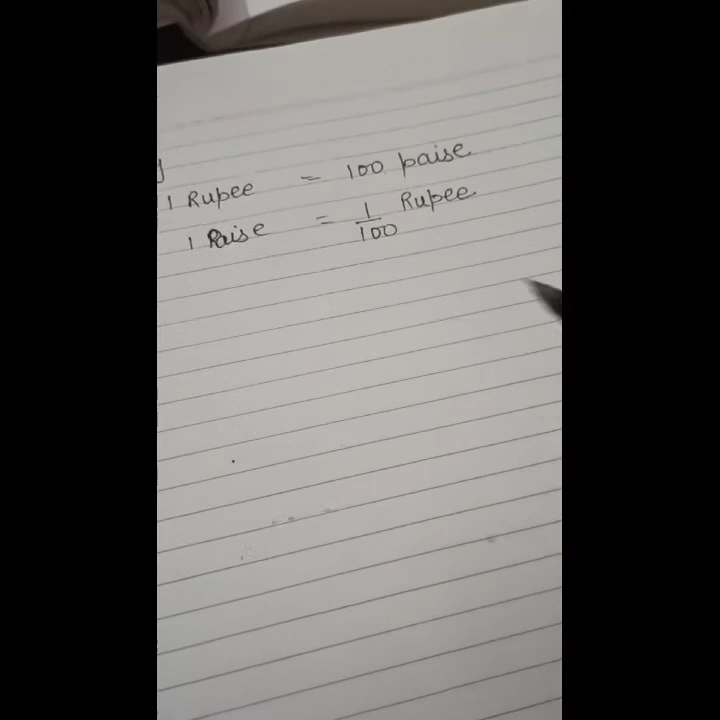 1 Rupee = 100 paise
1 Paise = 1/100 Rupee